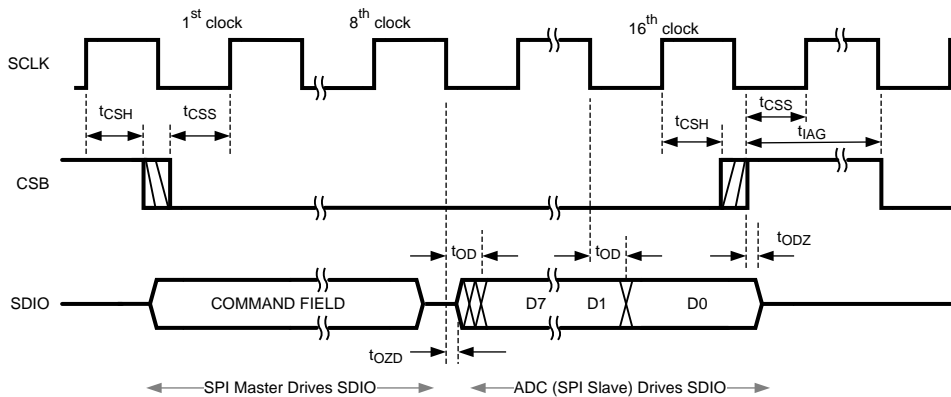 1st clock
8th clock
16th clock
SCLK
tCSH
tCSS
tCSH
tCSS
tIAG
CSB
tOD
tOD
tODZ
SDIO
COMMAND FIELD
D7
D1
D0
tOZD
SPI Master Drives SDIO
ADC (SPI Slave) Drives SDIO